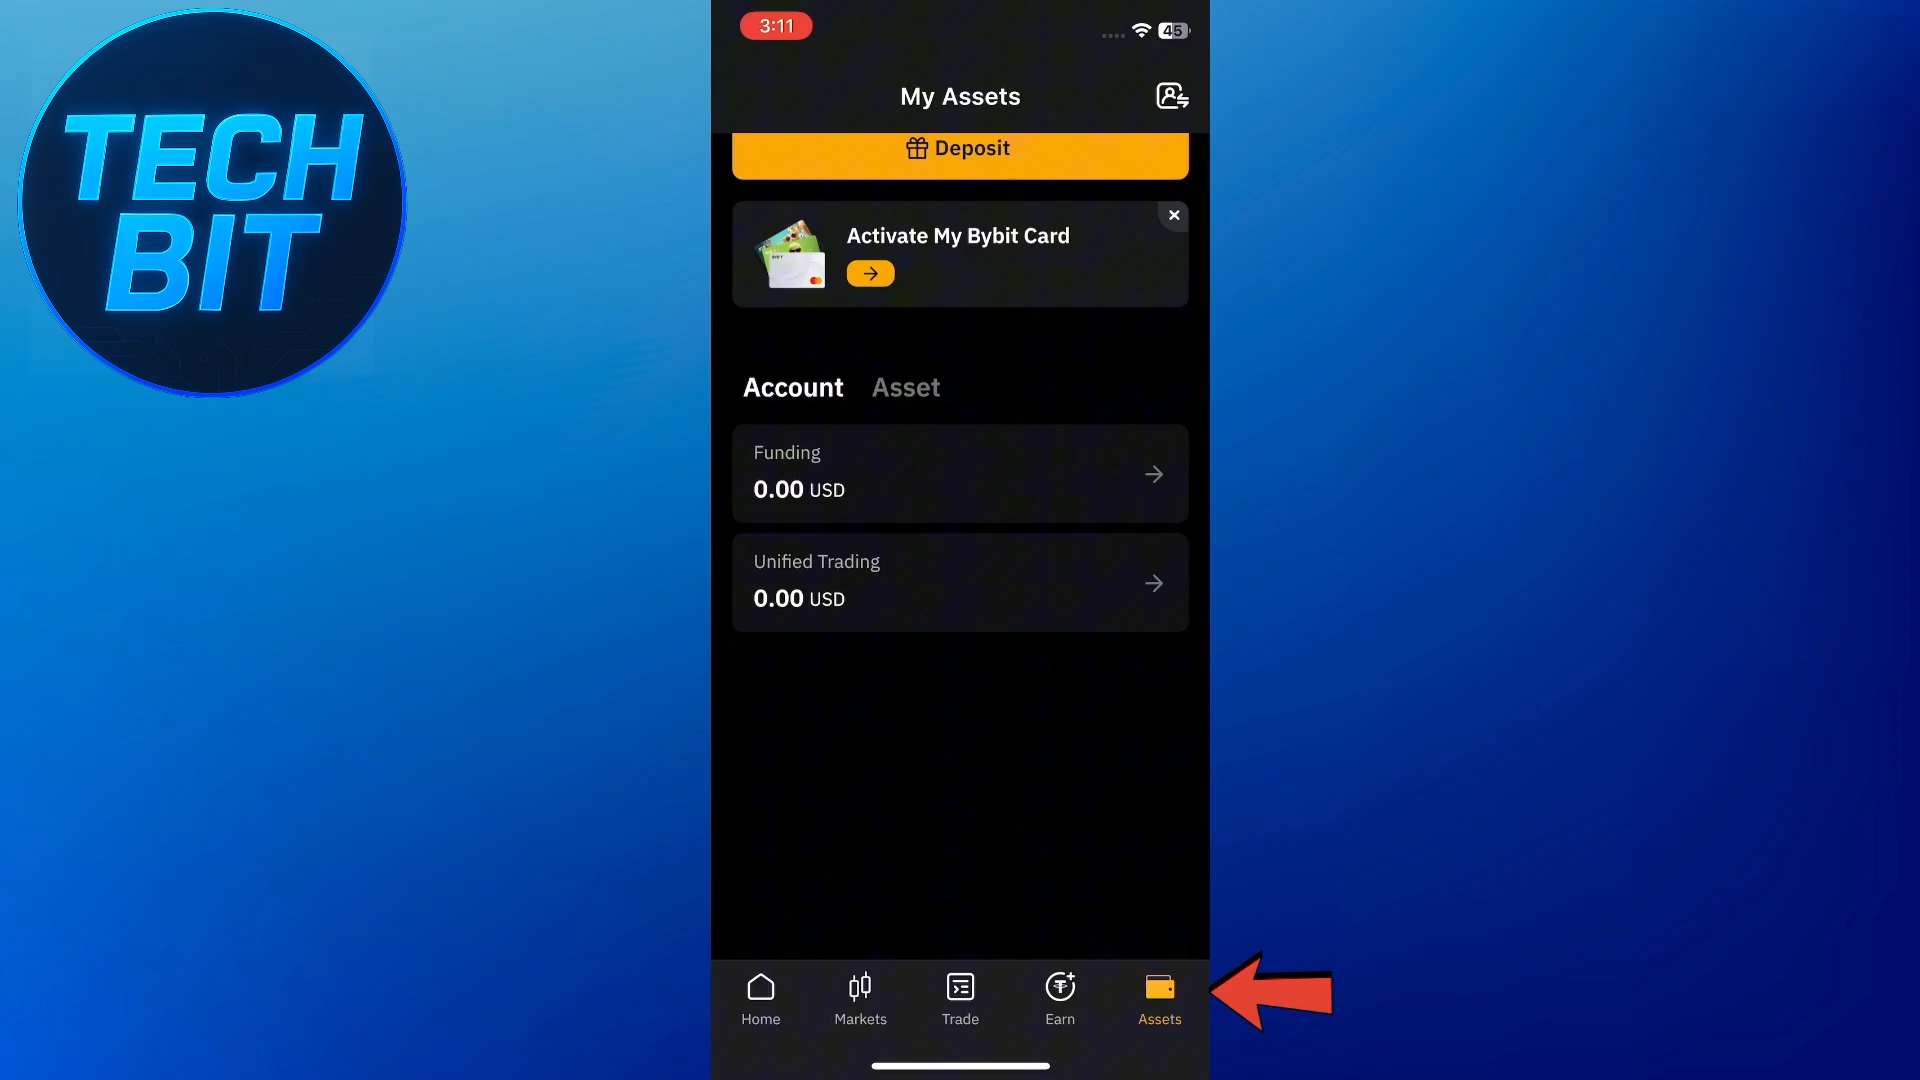 TECH
BIT
3:11
45
My Assets
Deposit
Activate My Bybit Card
Account Asset
Funding
0.00 USD
Unified Trading
0.00 USD
Home Markets Trade Earn Assets